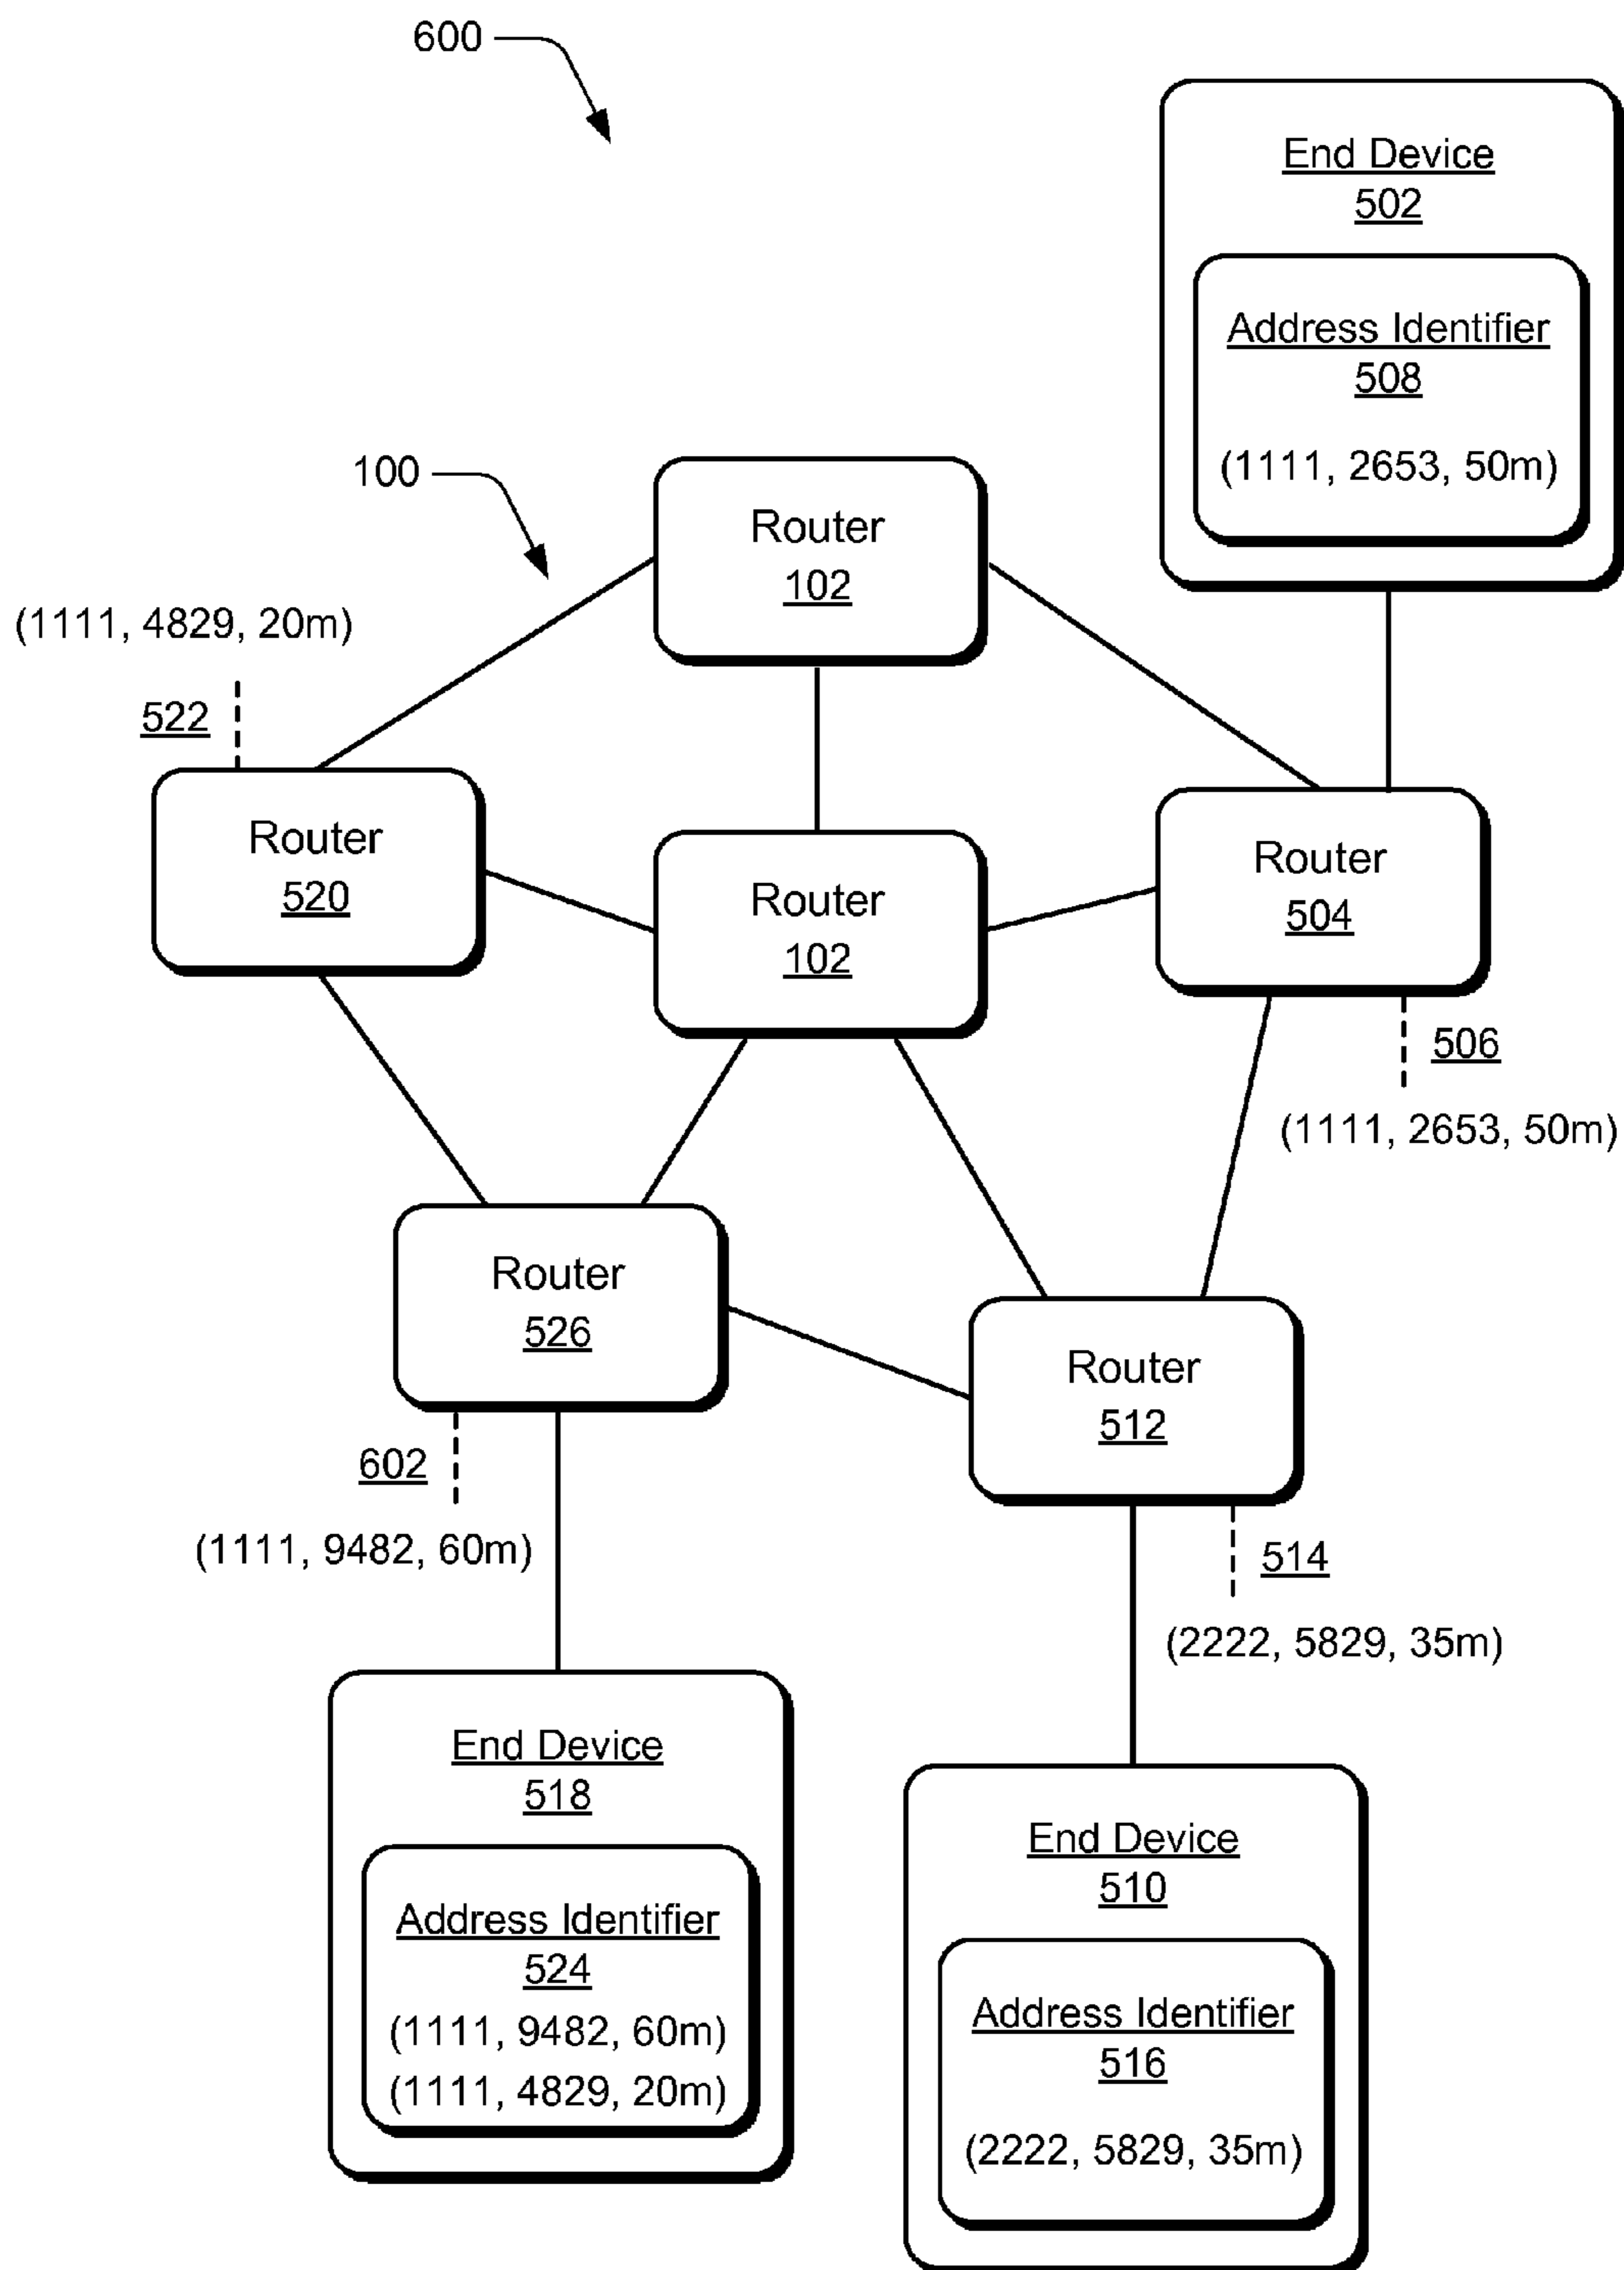 600
End Device
502
Address Identifier
508
(1111, 2653, 50m)
100
Router
102
(1111, 4829, 20m)
522
Router
520
Router
102
Router
504
506
(1111, 2653, 50m)
Router
526
Router
512
602
(1111, 9482, 60m)
514
(2222, 5829, 35m)
End Device
518
Address Identifier
524
(1111, 9482, 60m)
(1111, 4829, 20m)
End Device
510
Address Identifier
516
(2222, 5829, 35m)